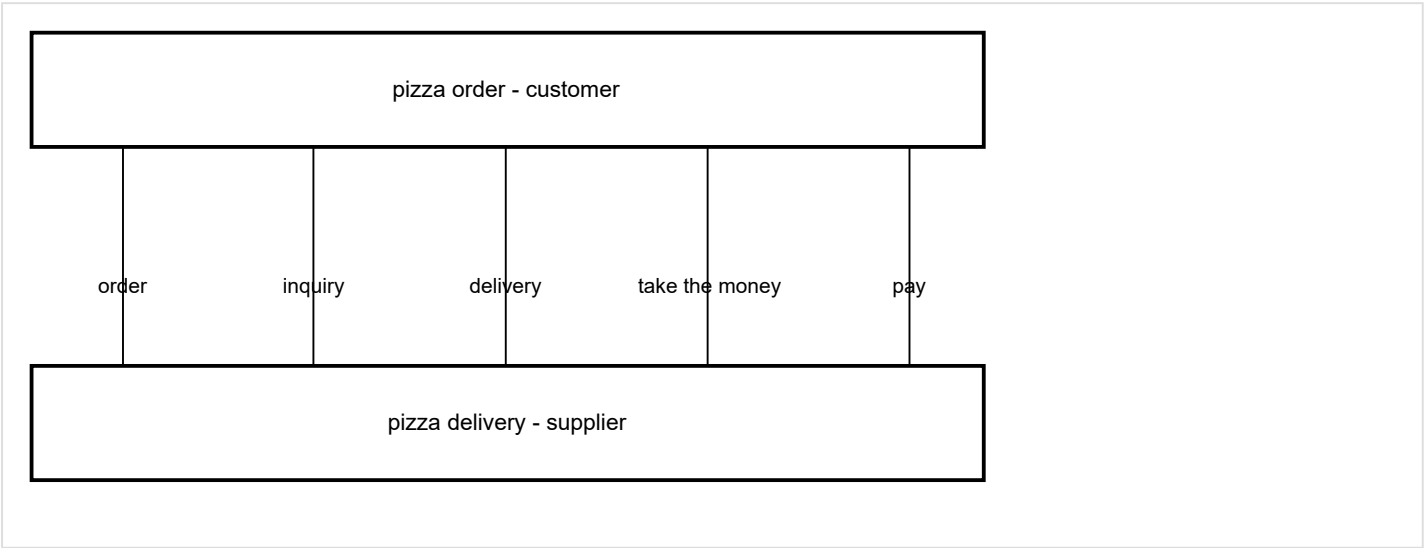 pizza order - customer
order
inquiry
delivery
take the money
pay
pizza delivery - supplier